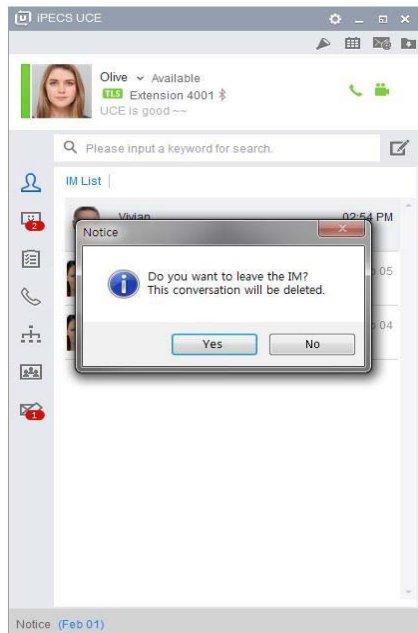 iPECS UCE
Olive Available
TLS Extension 4001
UCE is good ~~
Please input a keyword for search.
IM List
2
Vivian 02:54 PM
Notice
05
Do you want to leave the IM?
This conversation will be deleted.
04
Yes No
1
Notice (Feb 01)